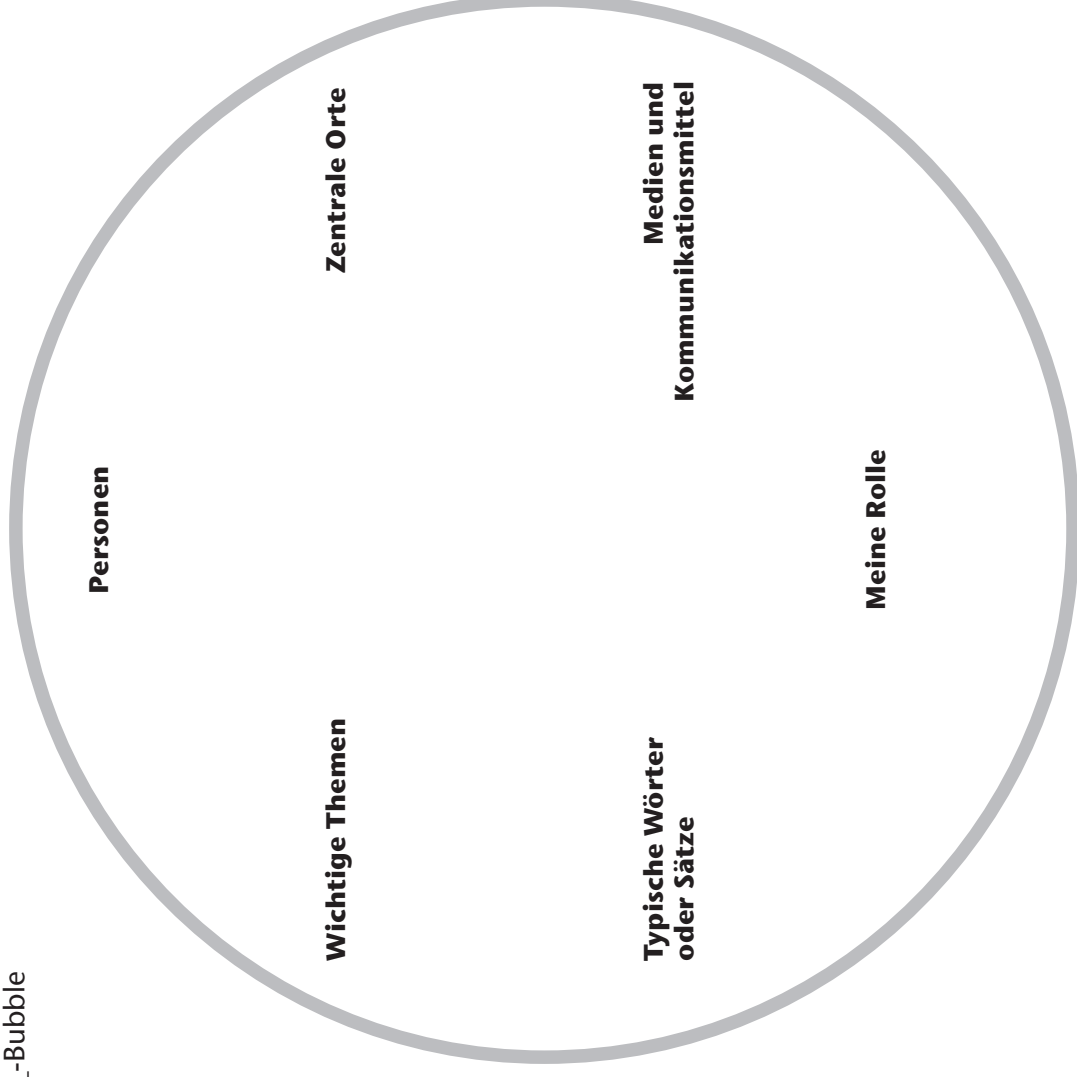 _-Bubble
Personen
Wichtige Themen
Zentrale Orte
Typische Wörter
oder Sätze
Medien und
Kommunikationsmittel
Meine Rolle